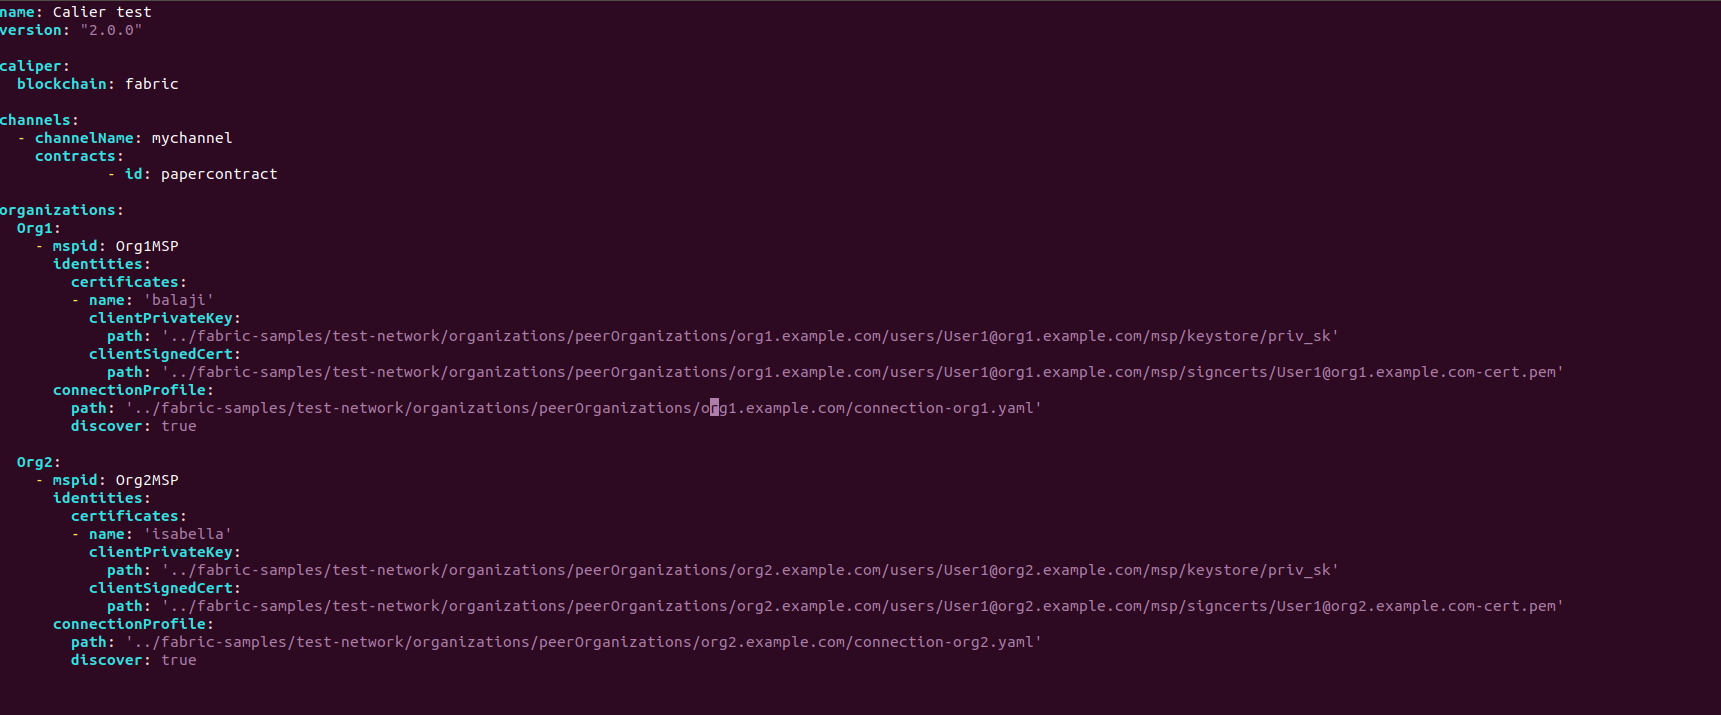 name: Calier test
version: "2.0.0"
caliper:
blockchain: fabric
channels:
- channelName: mychannel
contracts:
- id: papercontract
organizations:
Org1:
- mspid: Org1MSP
identities:
certificates:
- name: 'balaji'
clientPrivateKey:
path: '../fabric-samples/test-network/organizations/peerOrganizations/org1.example.com/users/User1@org1.example.com/msp/keystore/priv_sk'
clientSignedCert:
path: '../fabric-samples/test-network/organizations/peerOrganizations/org1.example.com/users/User1@org1.example.com/msp/signcerts/User1@org1.example.com-cert.pem'
connectionProfile:
path: '../fabric-samples/test-network/organizations/peerOrganizations/org1.example.com/connection-org1.yaml'
discover: true
Org2:
- mspid: Org2MSP
identities:
certificates:
- name: 'isabella'
clientPrivateKey:
path: '../fabric-samples/test-network/organizations/peerOrganizations/org2.example.com/users/User1@org2.example.com/msp/keystore/priv_sk'
clientSignedCert:
path: '../fabric-samples/test-network/organizations/peerOrganizations/org2.example.com/users/User1@org2.example.com/msp/signcerts/User1@org2.example.com-cert.pem'
connectionProfile:
path: '../fabric-samples/test-network/organizations/peerOrganizations/org2.example.com/connection-org2.yaml'
discover: true